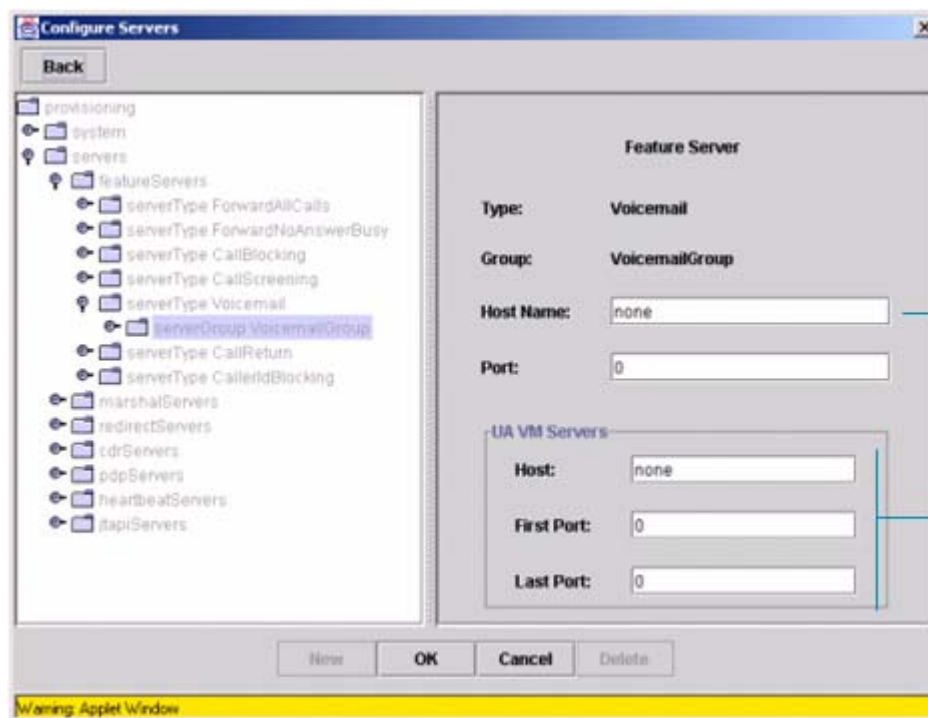 Configure Servers
Back
provisioning
system
servers
featureServers
serverType ForwardAllCalls
serverType ForwardNoAnswerBusy
serverType CallBlocking
serverType CallScreening
serverType Voicemail
serverGroup VoicemailGroup
serverType CallReturn
serverType CallerIdBlocking
marshalServers
redirectServers
cdrServers
pdpServers
heartbeatServers
jtapiServers
Feature Server
Type: Voicemail
Group: VoicemailGroup
Host Name: none
Port: 0
UA VM Servers
Host: none
First Port: 0
Last Port: 0
New OK Cancel Delete
Warning: Applet Window